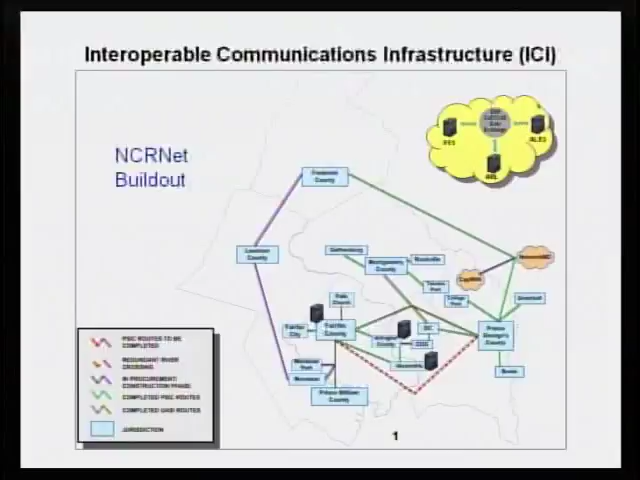 Interoperable Communications Infrastructure (ICI)
NCRNet
Buildout
Frederick
County
Loudoun
County
Gaithersburg
Montgomery
County
Rockville
Takoma
Park
College
Park
Greenbelt
Falls
Church
Fairfax
City
Fairfax
County
Arlington
County
DC
Alexandria
Prince
George's
County
Bowie
Manassas
Park
Manassas
Prince William
County
PSIC ROUTES TO BE
COMPLETED
REDUNDANT RIVER
CROSSING
IN PROCUREMENT/
CONSTRUCTION PHASE
COMPLETED PSIC ROUTES
COMPLETED UASI ROUTES
JURISDICTION
1